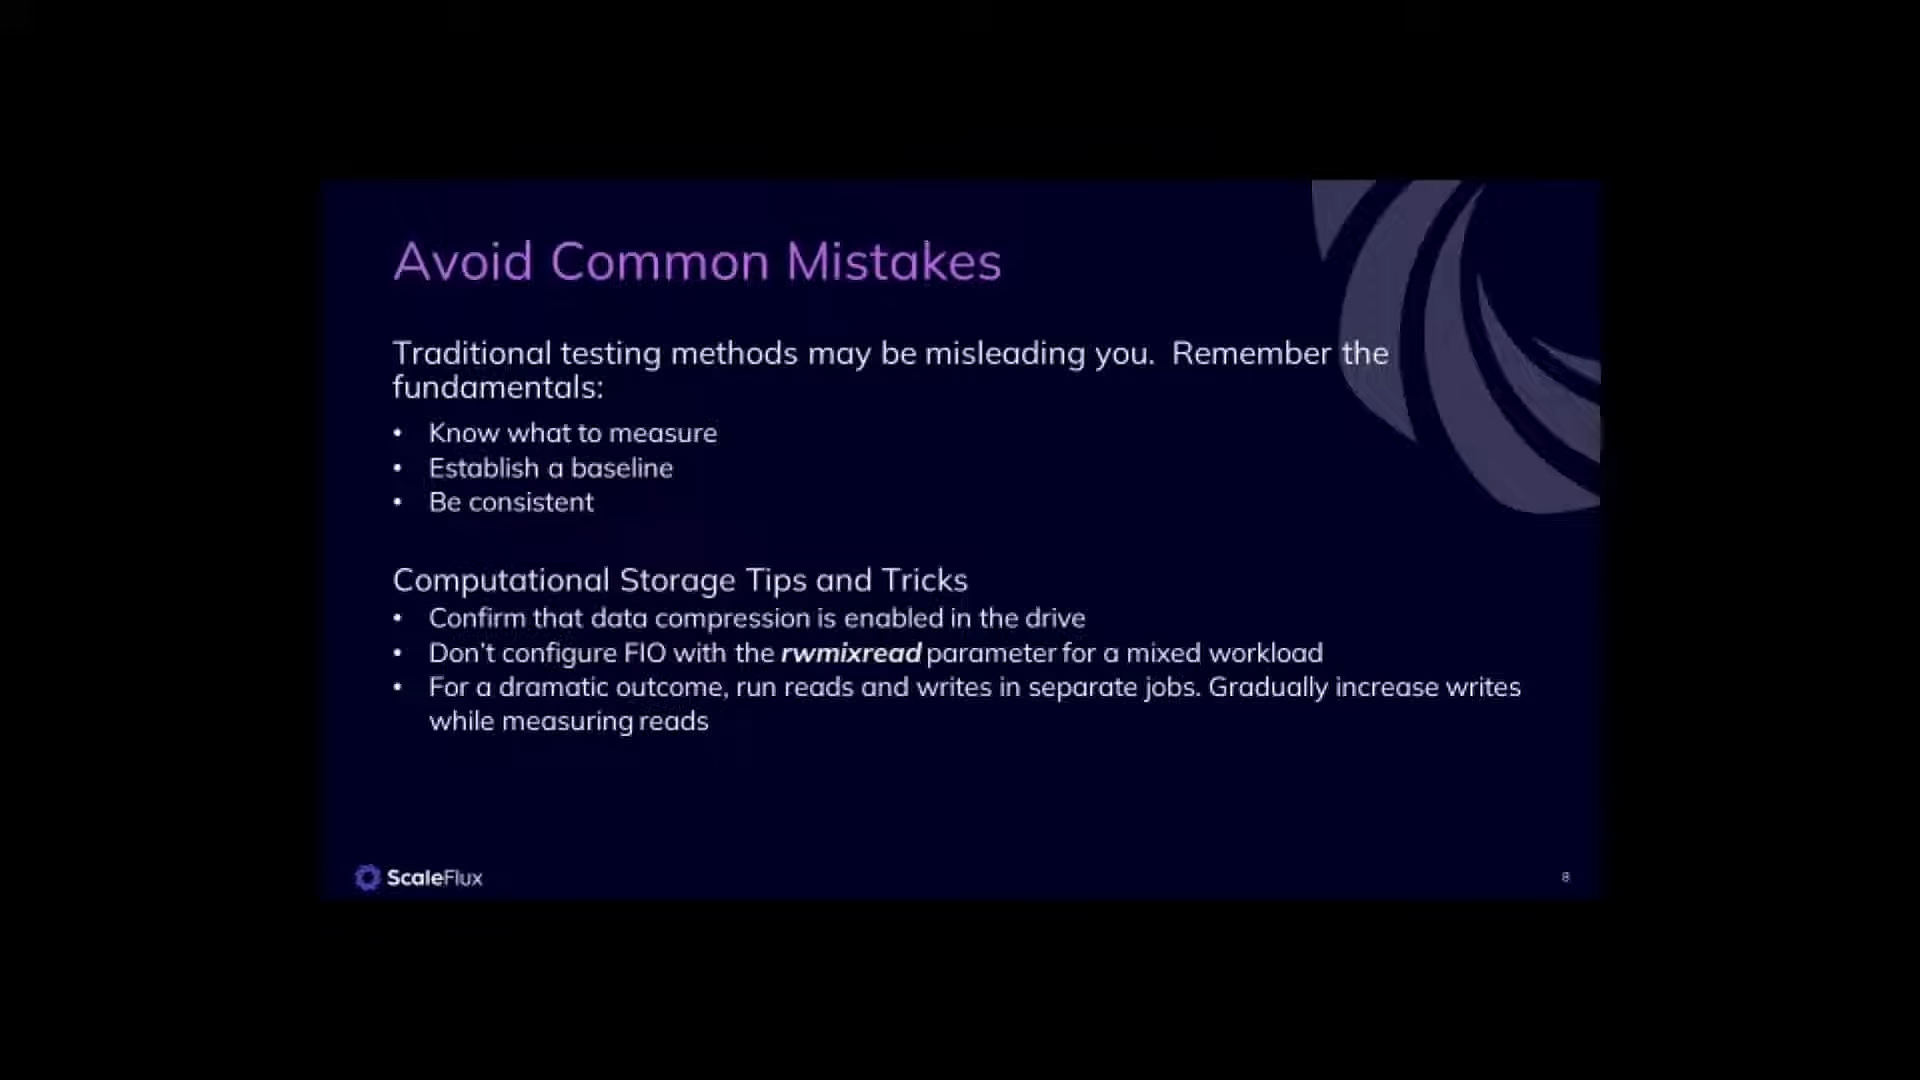 Avoid Common Mistakes
Traditional testing methods may be misleading you.  Remember the
fundamentals:
• Know what to measure
• Establish a baseline
• Be consistent
Computational Storage Tips and Tricks
• Confirm that data compression is enabled in the drive
• Don’t configure FIO with the rwmixread parameter for a mixed workload
• For a dramatic outcome, run reads and writes in separate jobs. Gradually increase writes
while measuring reads
ScaleFlux
8